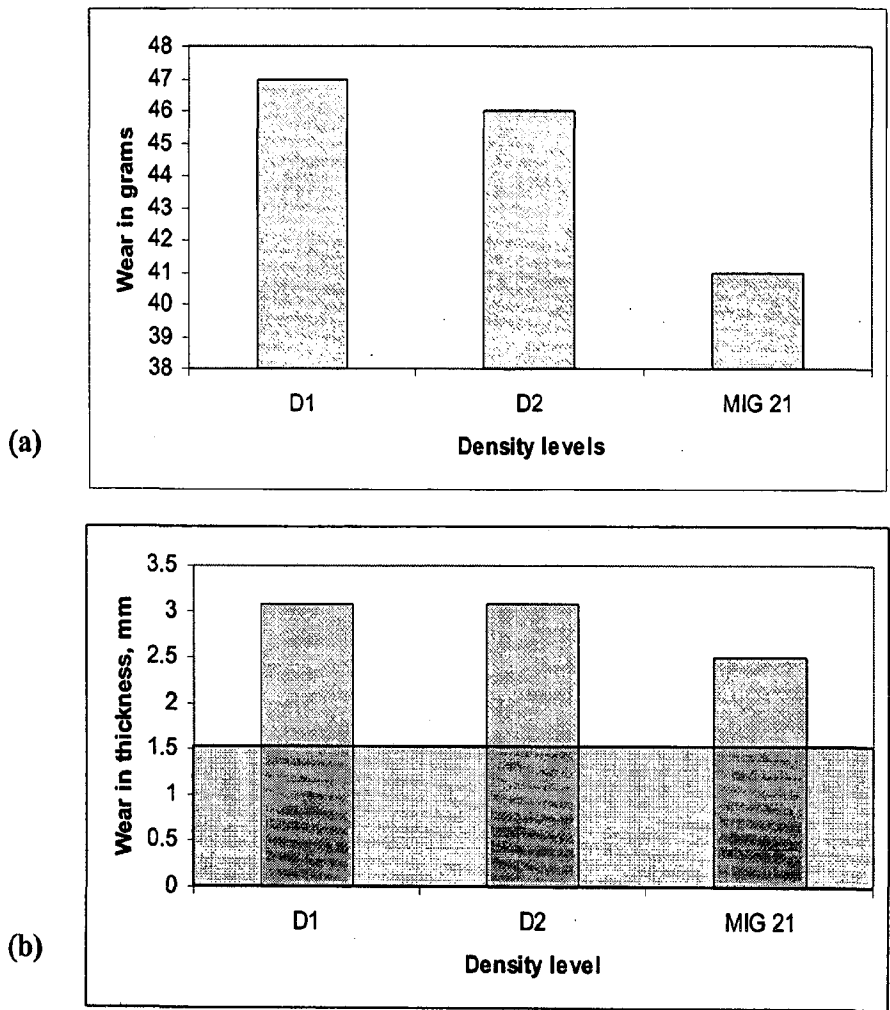 48
47
46
45
44
43
42
41
40
39
38
Wear in grams
D1 D2 MIG 21
Density levels
(a)
3.5
3
2.5
2
1.5
1
0.5
0
Wear in thickness, mm
D1 D2 MIG 21
Density level
(b)